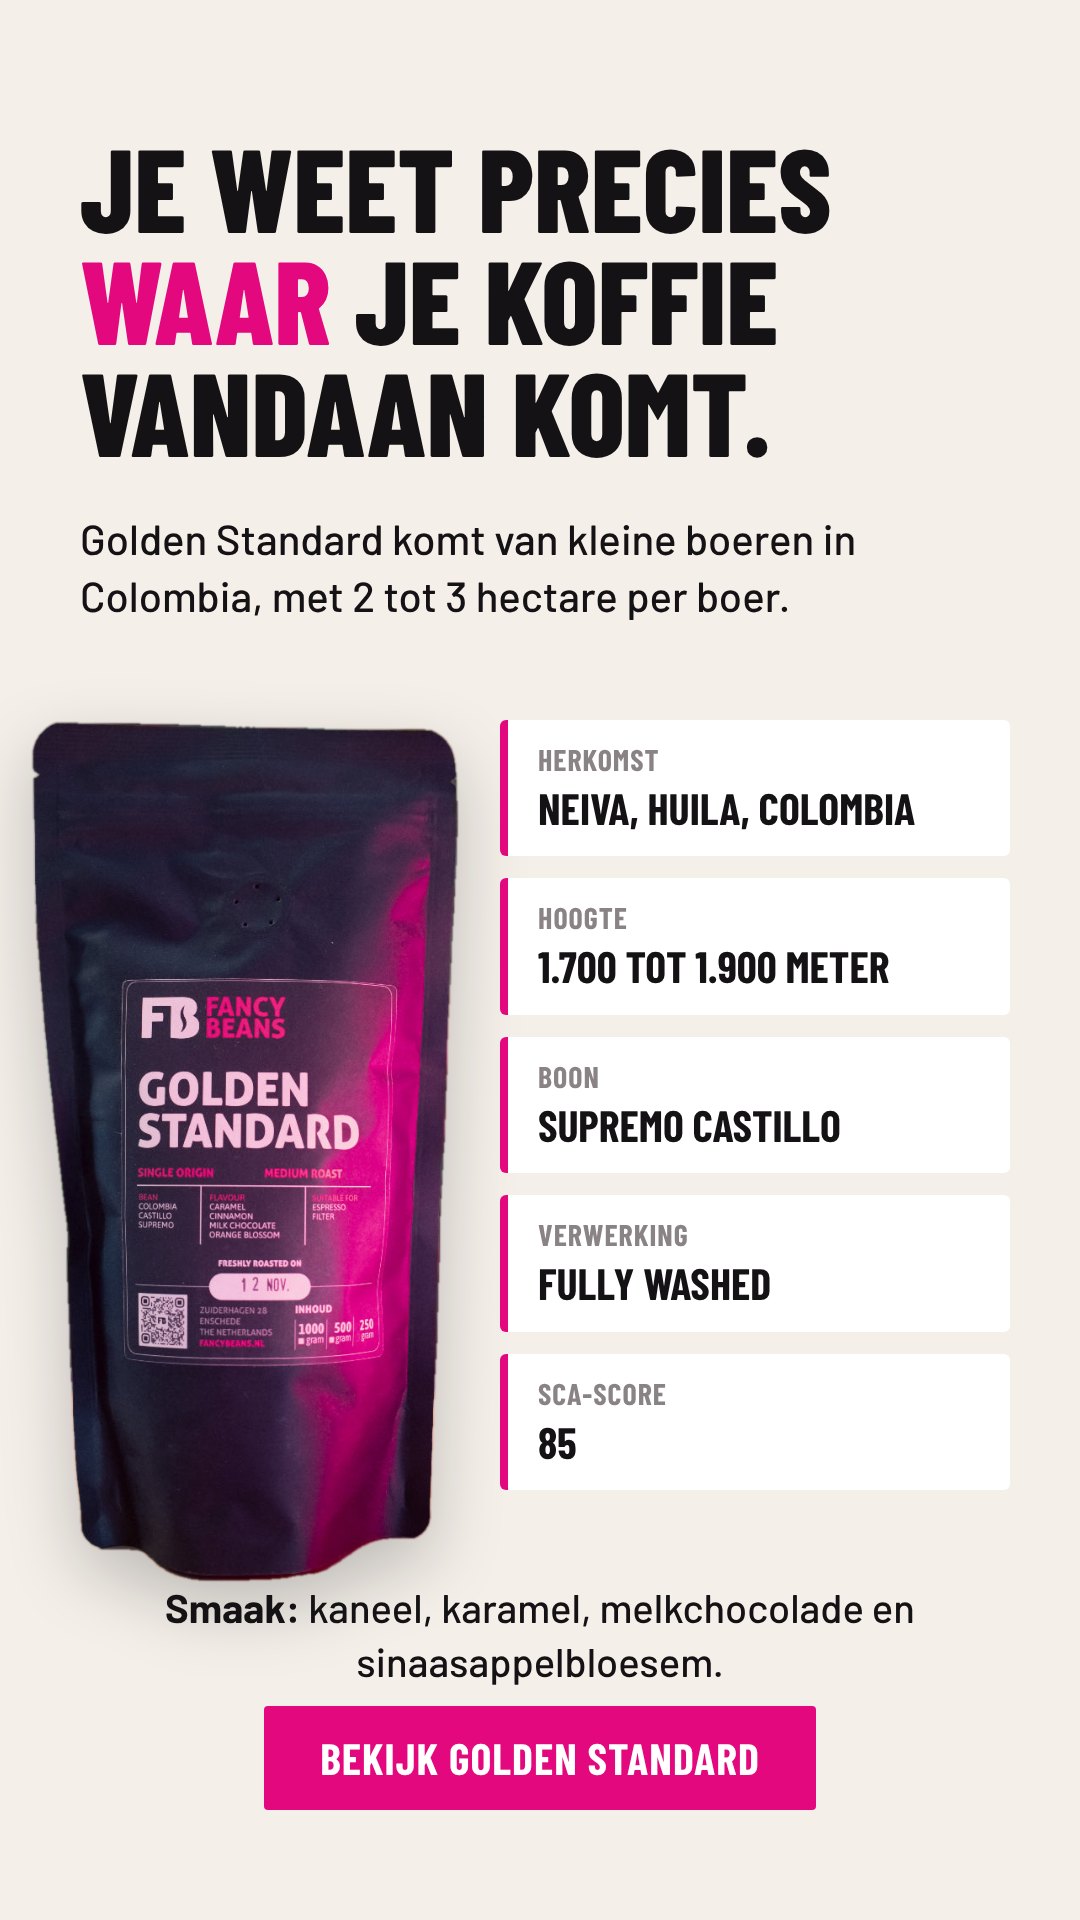 JE WEET PRECIES
WAAR JE KOFFIE
VANDAAN KOMT.
Golden Standard komt van kleine boeren in
Colombia, met 2 tot 3 hectare per boer.
FB FANCY
BEANS
GOLDEN
STANDARD
SINGLE ORIGIN MEDIUM ROAST
BEAN
COLOMBIA
CASTILLO
SUPREMO
FLAVOUR
CARAMEL
CINNAMON
MILK CHOCOLATE
ORANGE BLOSSOM
SUITABLE FOR
ESPRESSO
FILTER
FRESHLY ROASTED ON
12 NOV.
ZUIDERHAGEN 28
ENSCHEDE
THE NETHERLANDS
FANCYBEANS.NL
INHOUD
1000 gram
500 gram
250 gram
HERKOMST
NEIVA, HUILA, COLOMBIA
HOOGTE
1.700 TOT 1.900 METER
BOON
SUPREMO CASTILLO
VERWERKING
FULLY WASHED
SCA-SCORE
85
Smaak: kaneel, karamel, melkchocolade en
sinaasappelbloesem.
BEKIJK GOLDEN STANDARD